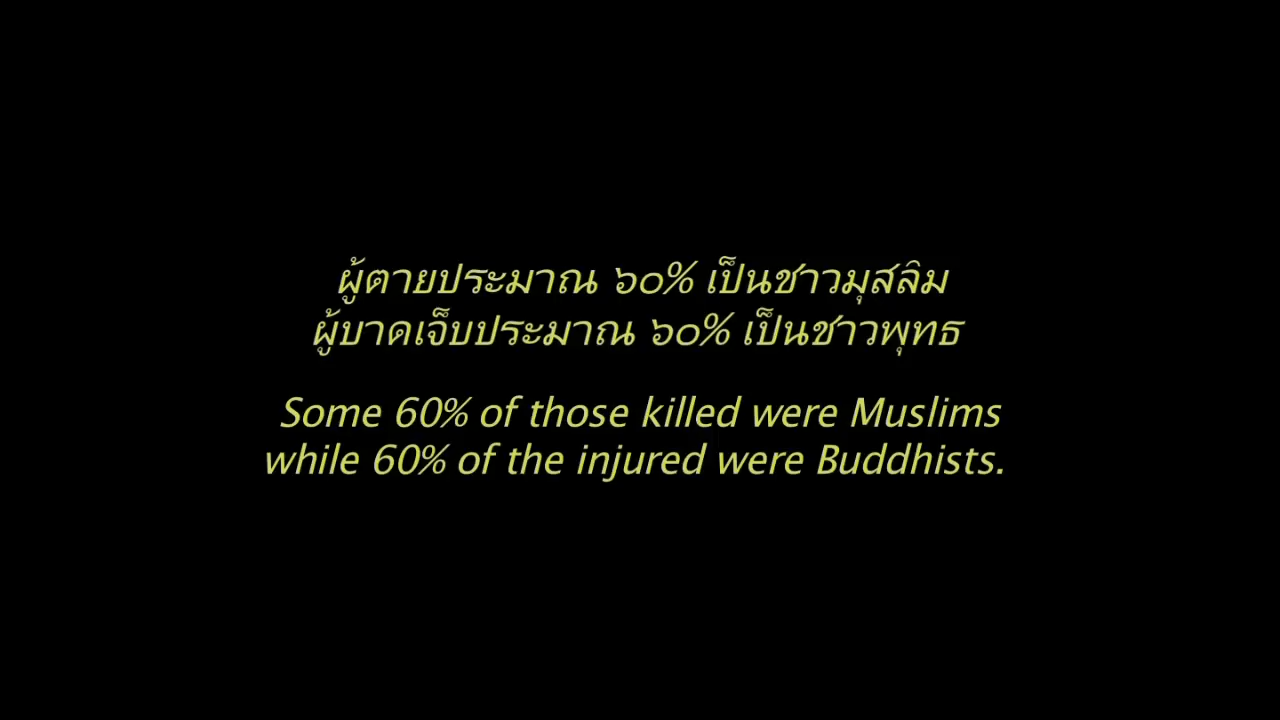 ผู้ตายประมาณ ๖๐% เป็นชาวมุสลิม
ผู้บาดเจ็บประมาณ ๖๐% เป็นชาวพุทธ
Some 60% of those killed were Muslims
while 60% of the injured were Buddhists.